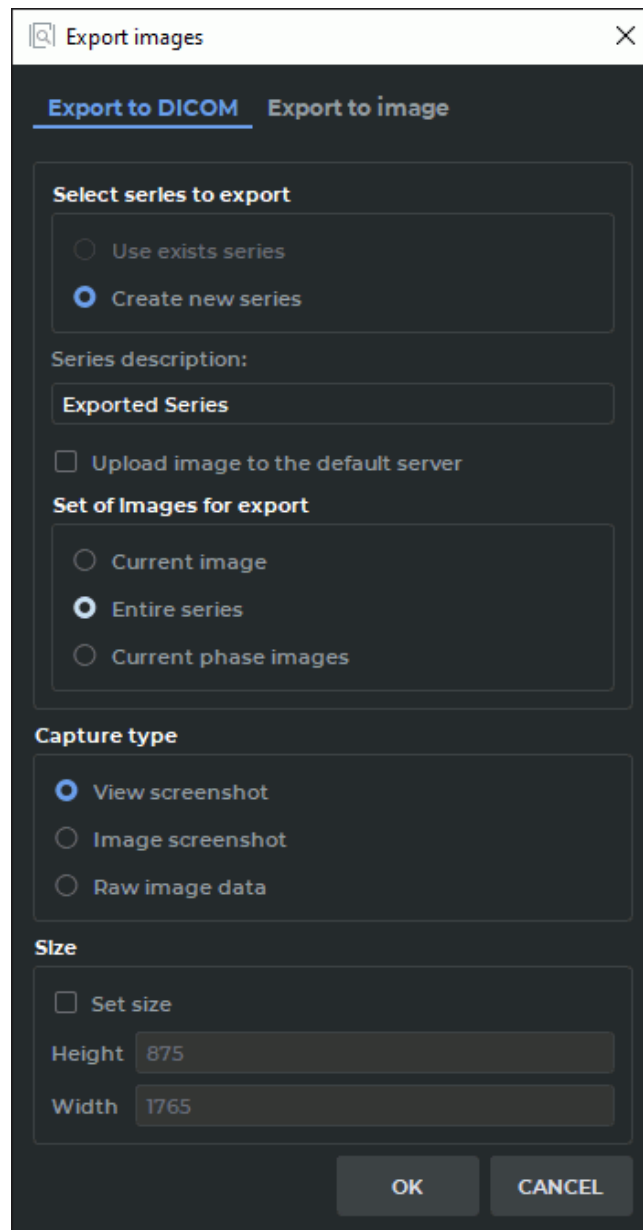 Export images
Export to DICOM Export to image
Select series to export
Use exists series
Create new series
Series description:
Exported Series
Upload image to the default server
Set of Images for export
Current image
Entire series
Current phase images
Capture type
View screenshot
Image screenshot
Raw image data
Size
Set size
Height 875
Width 1765
OK CANCEL